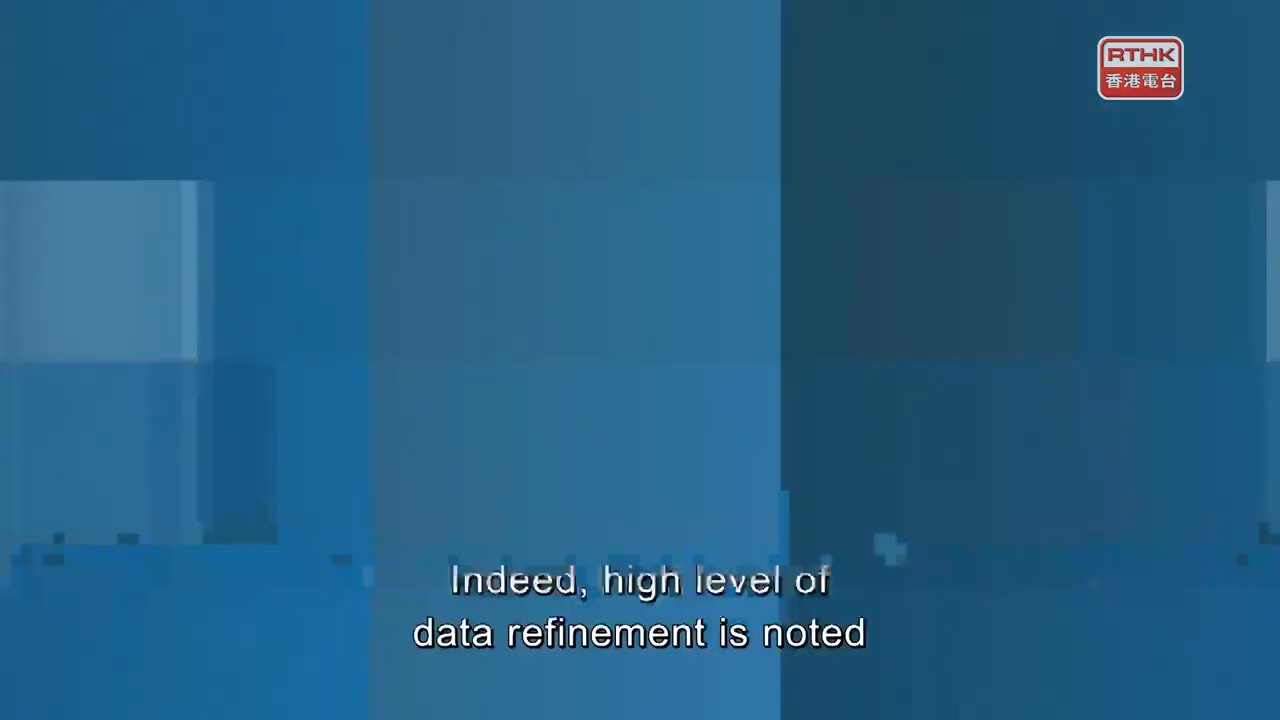 RTHK
香港電台
Indeed, high level of
data refinement is noted